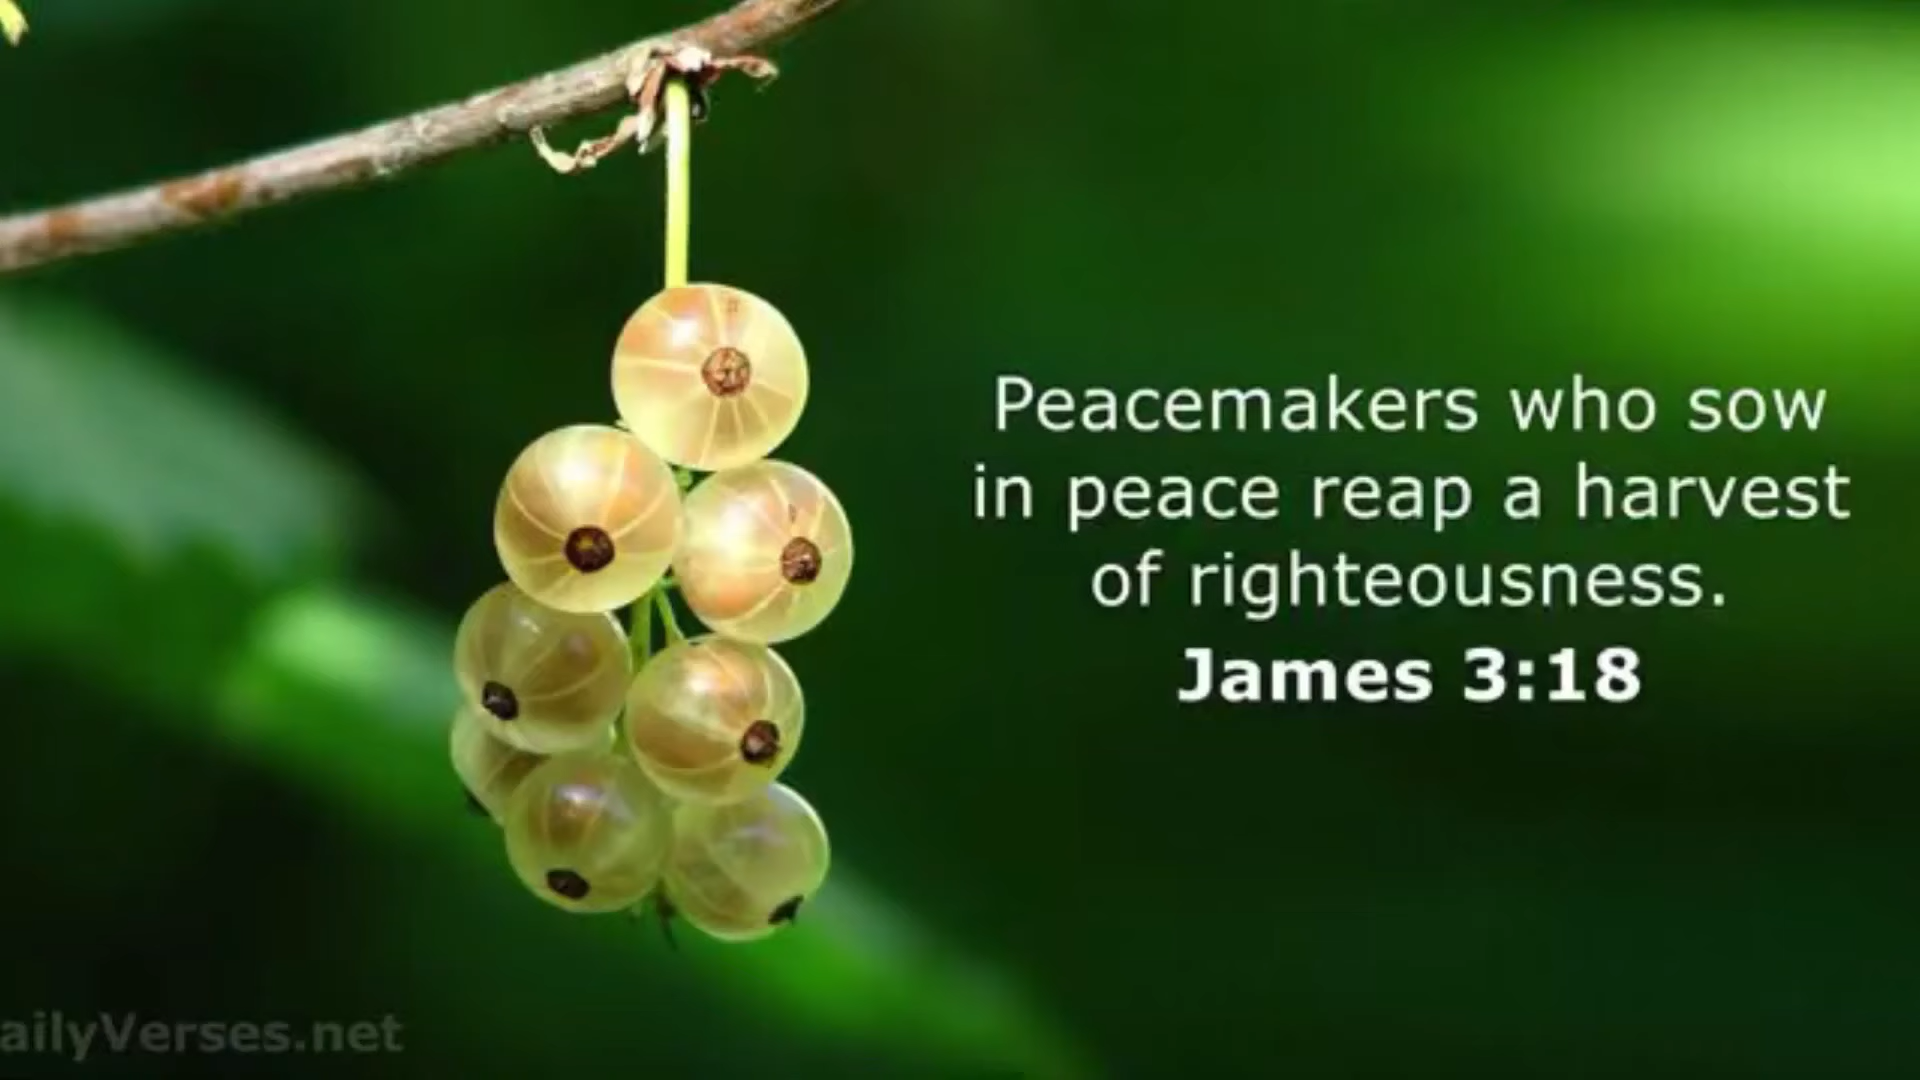 Peacemakers who sow
in peace reap a harvest
of righteousness.
James 3:18
ailyVerses.net